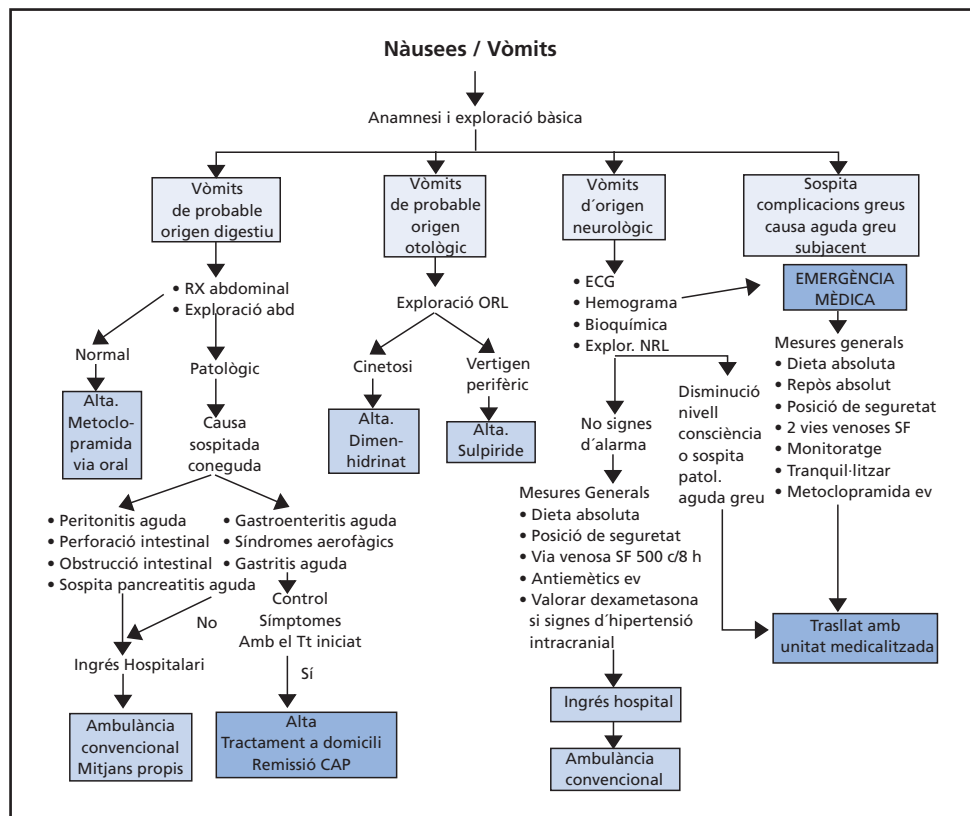 Nàusees / Vòmits
Anamnesi i exploració bàsica
Vòmits
de probable
origen digestiu
• RX abdominal
• Exploració abd
Normal
Alta.
Metoclo-
pramida
via oral
Patològic
Causa
sospitada
coneguda
• Peritonitis aguda
• Perforació intestinal
• Obstrucció intestinal
• Sospita pancreatitis aguda
• Gastroenteritis aguda
• Síndromes aerofàgics
• Gastritis aguda
No
Control
Símptomes
Amb el Tt iniciat
Ingrés Hospitalari
Sí
Ambulància
convencional
Mitjans propis
Alta
Tractament a domicili
Remissió CAP
Vòmits
de probable
origen
otològic
Exploració ORL
Cinetosi
Alta.
Dimen-
hidrinat
Vertigen
perifèric
Alta.
Sulpiride
Vòmits
d´origen
neurològic
• ECG
• Hemograma
• Bioquímica
• Explor. NRL
No signes
d´alarma
Mesures Generals
• Dieta absoluta
• Posició de seguretat
• Via venosa SF 500 c/8 h
• Antiemètics ev
• Valorar dexametasona
si signes d´hipertensió
intracranial
Ingrés hospital
Ambulància
convencional
Disminució
nivell
consciència
o sospita
patol.
aguda greu
Sospita
complicacions greus
causa aguda greu
subjacent
EMERGÈNCIA
MÈDICA
Mesures generals
• Dieta absoluta
• Repòs absolut
• Posició de seguretat
• 2 vies venoses SF
• Monitoratge
• Tranquil·litzar
• Metoclopramida ev
Trasllat amb
unitat medicalitzada